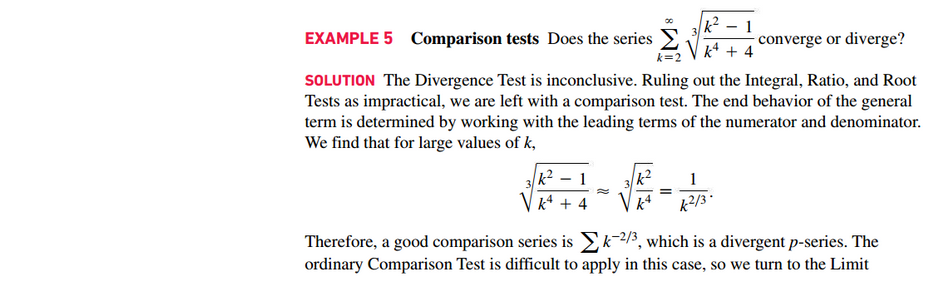 EXAMPLE 5 Comparison tests Does the series $\sum_{k=2}^{\infty} \sqrt[3]{\frac{k^2 - 1}{k^4 + 4}}$ converge or diverge?
SOLUTION The Divergence Test is inconclusive. Ruling out the Integral, Ratio, and Root
Tests as impractical, we are left with a comparison test. The end behavior of the general
term is determined by working with the leading terms of the numerator and denominator.
We find that for large values of k,
$\sqrt[3]{\frac{k^2 - 1}{k^4 + 4}} \approx \sqrt[3]{\frac{k^2}{k^4}} = \frac{1}{k^{2/3}}.$
Therefore, a good comparison series is $\sum k^{-2/3}$, which is a divergent p-series. The
ordinary Comparison Test is difficult to apply in this case, so we turn to the Limit